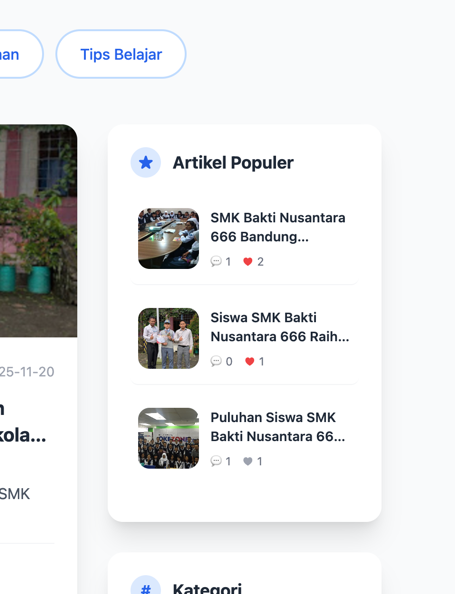 an
Tips Belajar
Artikel Populer
SMK Bakti Nusantara
666 Bandung...
1 2
Siswa SMK Bakti
Nusantara 666 Raih...
0 1
Puluhan Siswa SMK
Bakti Nusantara 66...
1 1
25-11-20
n
kola...
SMK
# Kategori